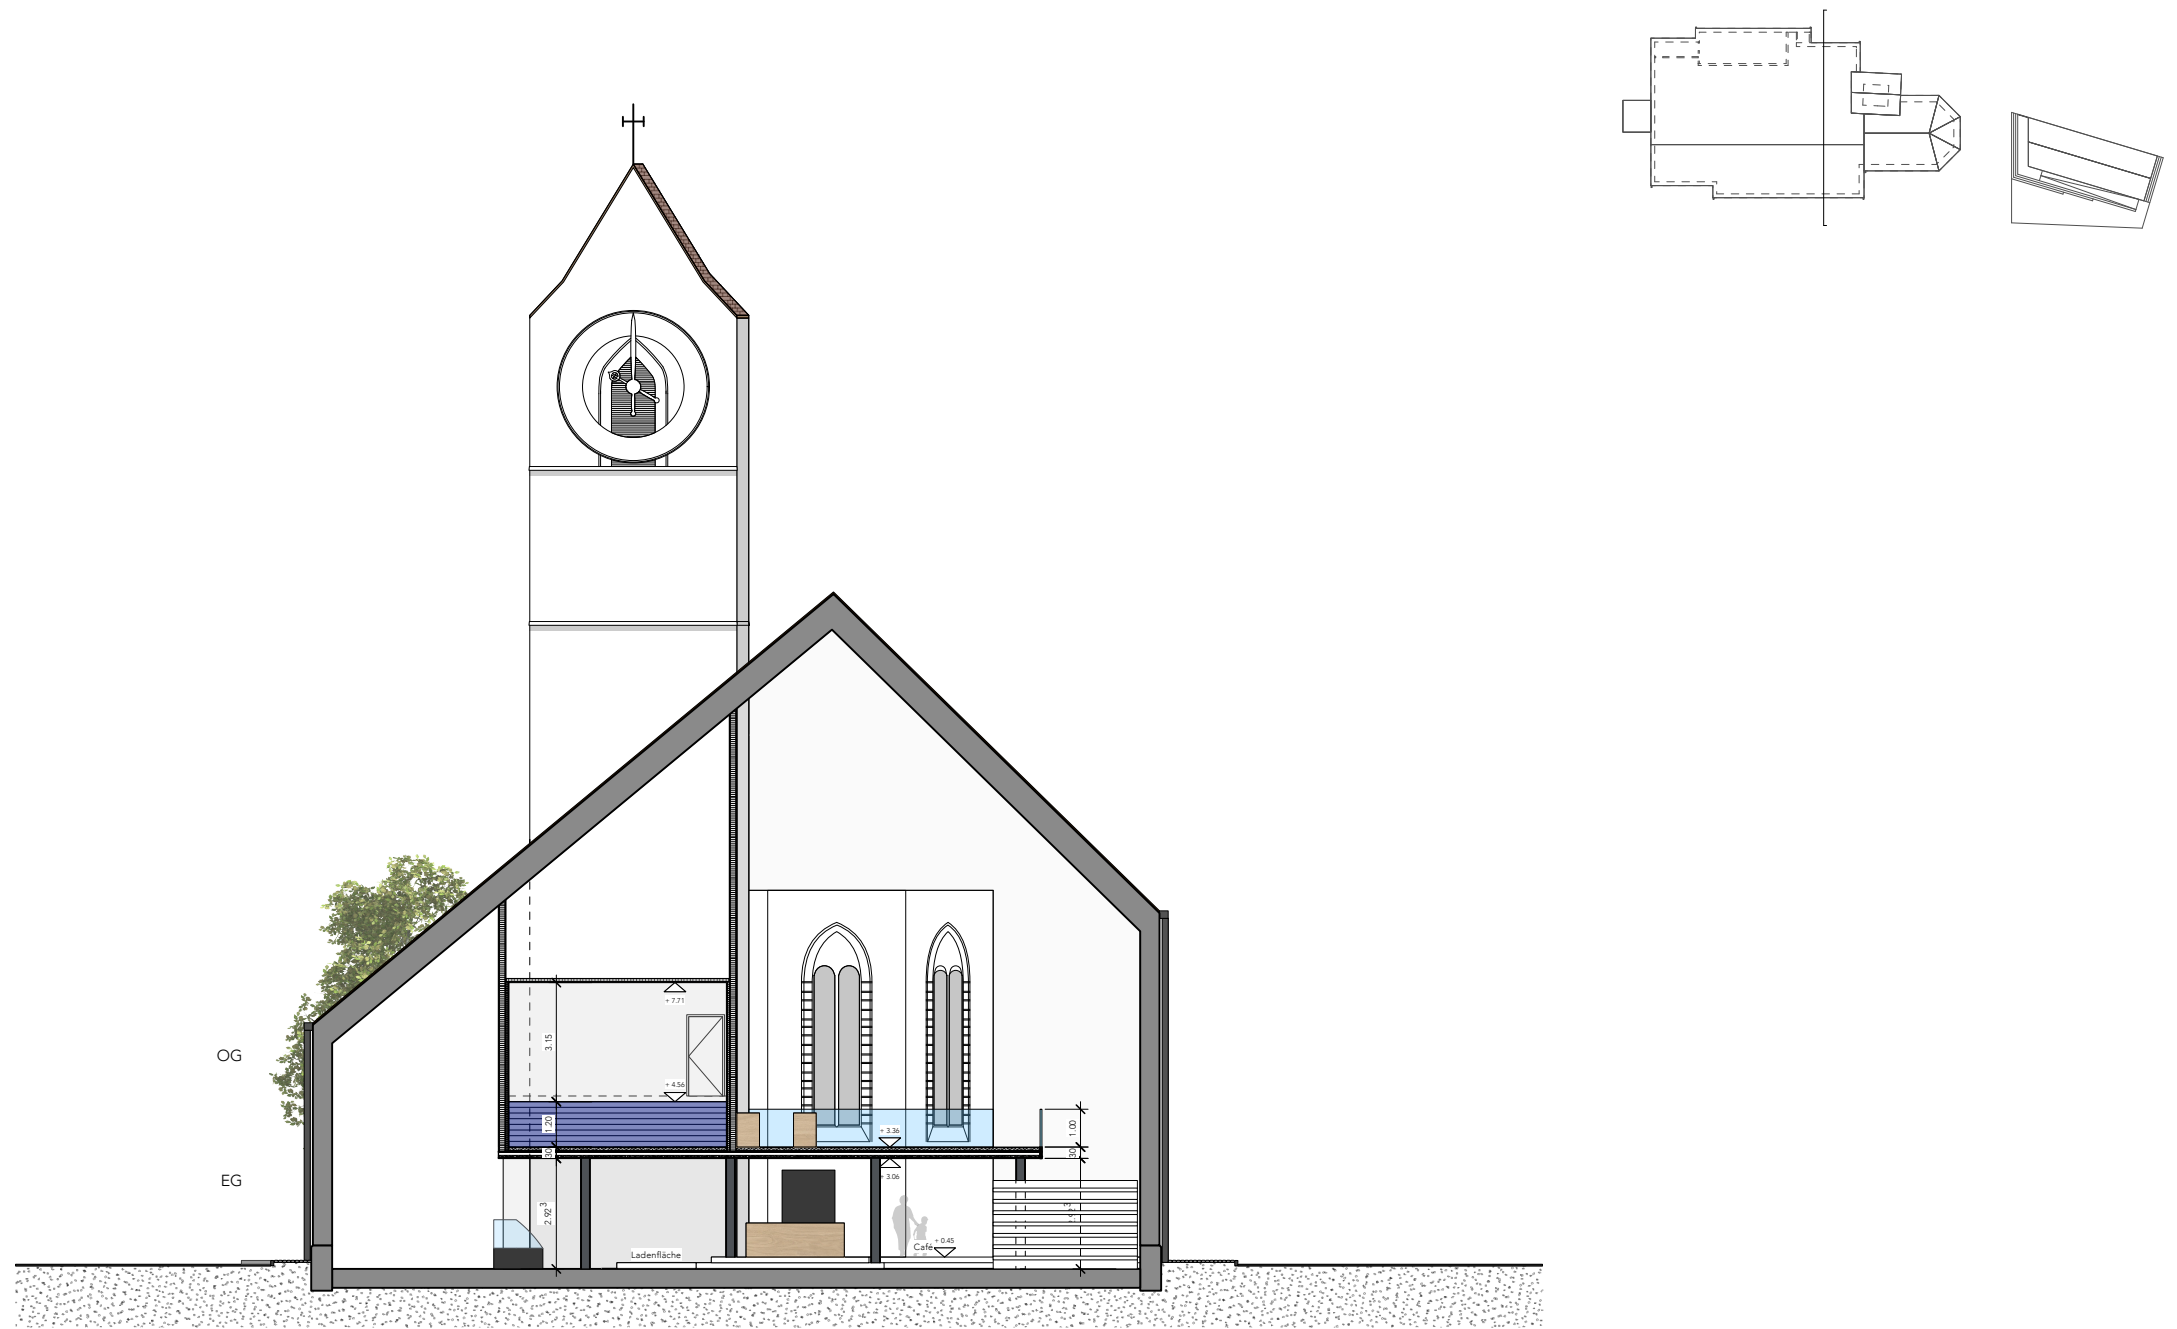 + 7.71
3.15
OG
+ 4.56
1.20
1.00
+ 3.36
30
30
+ 3.06
EG
2.92³
+ 0.45
Café
Ladenfläche